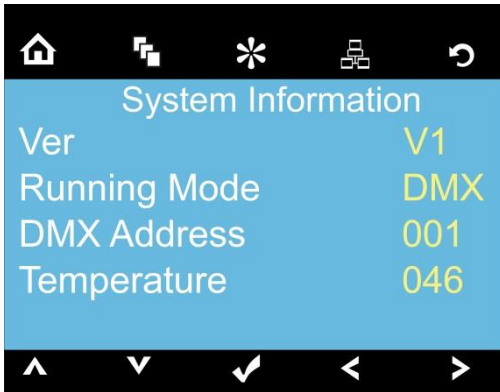 System Information
Ver V1
Running Mode DMX
DMX Address 001
Temperature 046